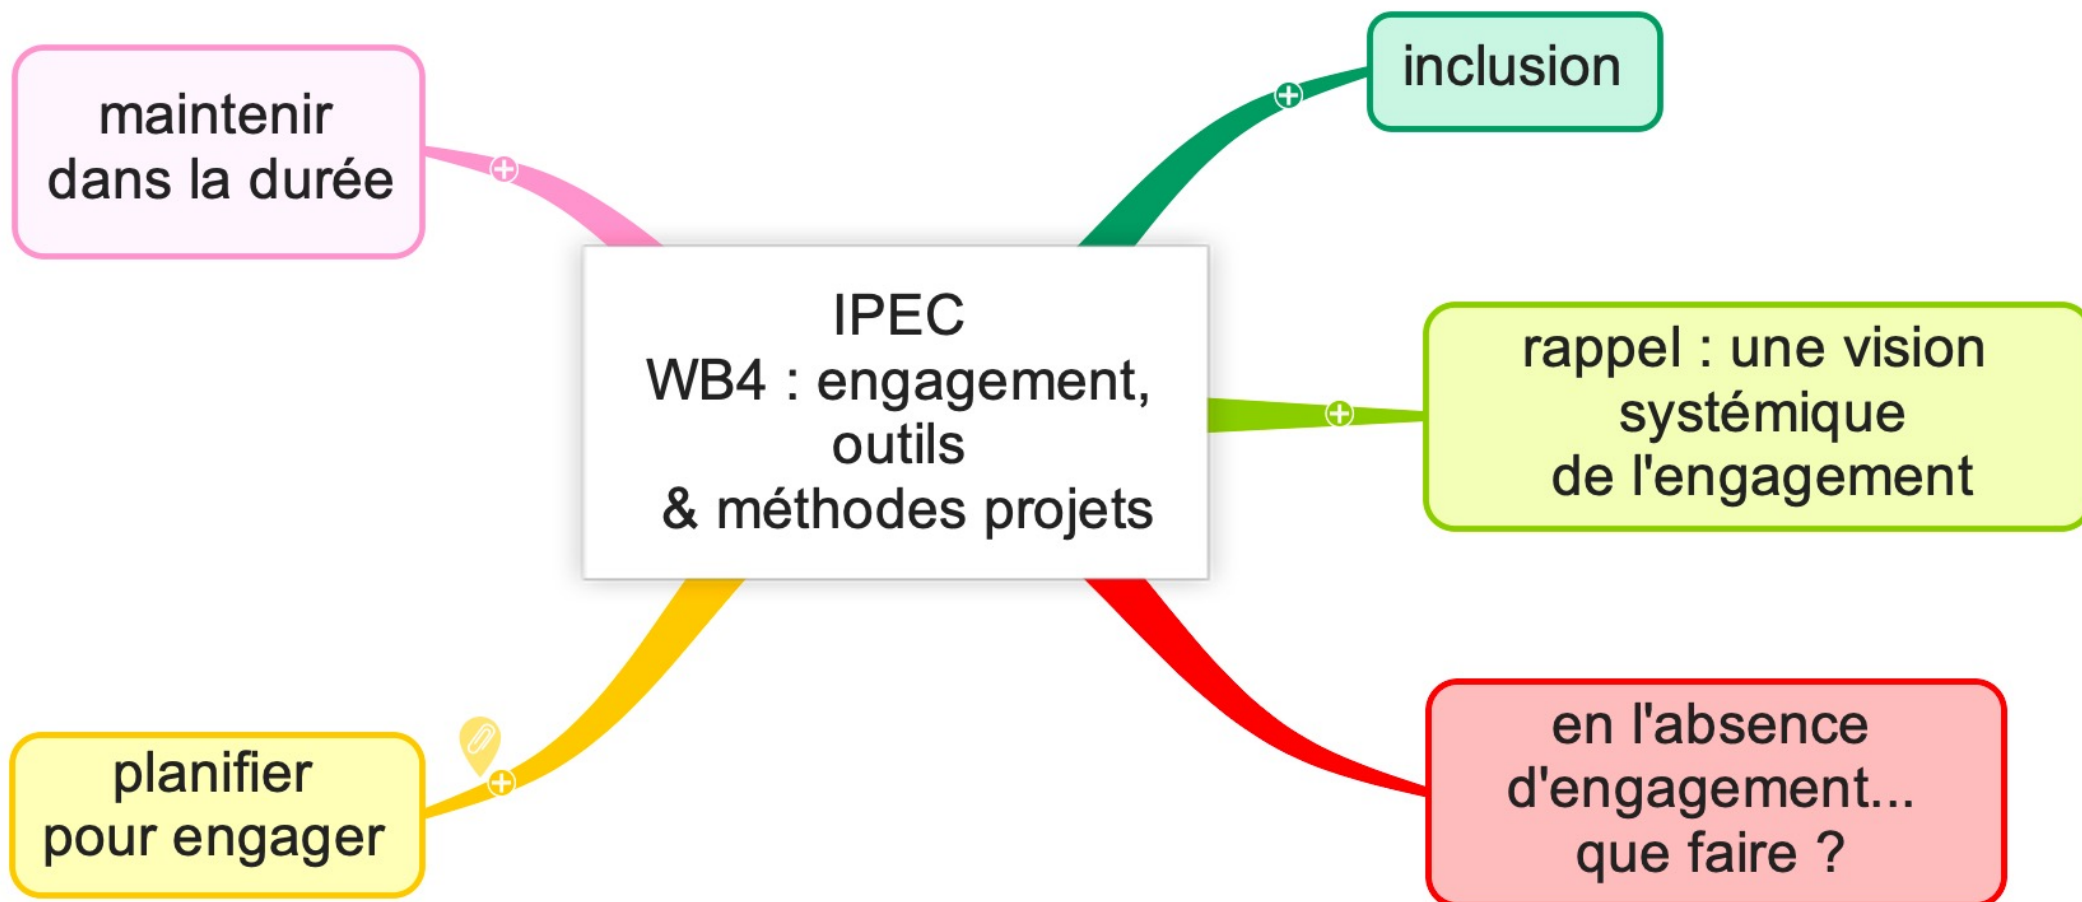 IPEC
WB4 : engagement,
outils
& méthodes projets
inclusion
rappel : une vision
systémique
de l'engagement
en l'absence
d'engagement...
que faire ?
planifier
pour engager
maintenir
dans la durée